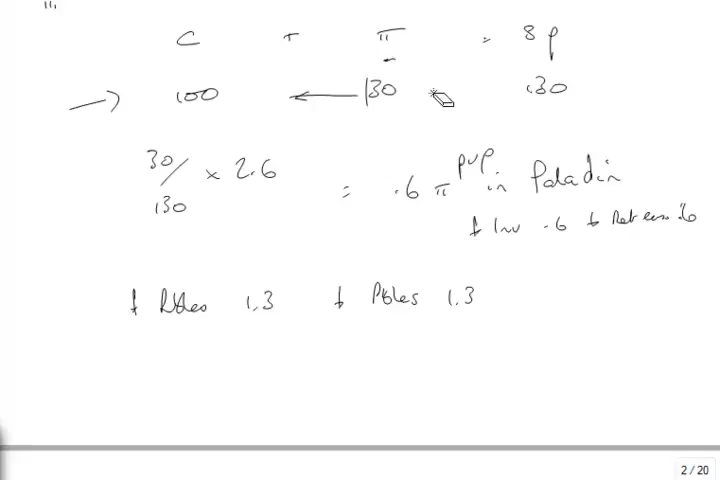 C + π = 8 p
→ 100 ← 130 130
30/130 × 2.6 = .6 π pup in Paladin
↓ Inv .6 ↓ Ret earn .6
↓ Rbles 1.3 ↓ Pbles 1.3
2 / 20